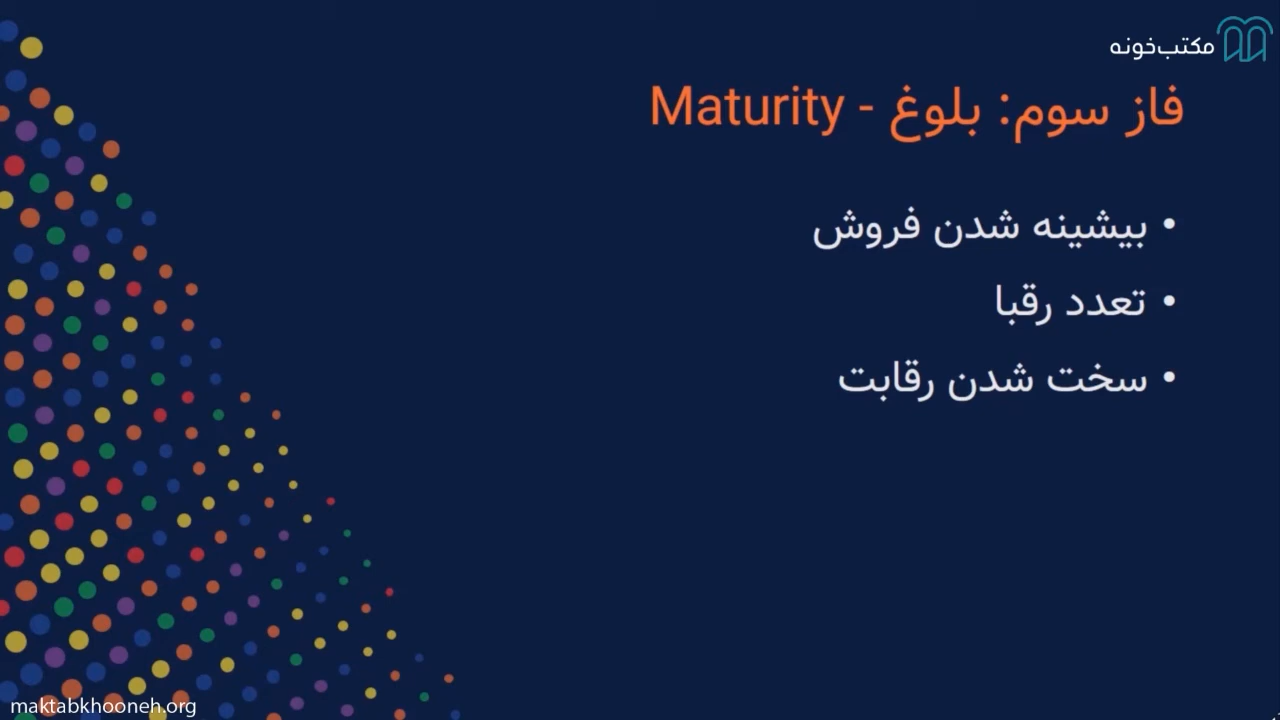 مکتب‌خونه
فاز سوم: بلوغ - Maturity
• بیشینه شدن فروش
• تعدد رقبا
• سخت شدن رقابت
maktabkhooneh.org